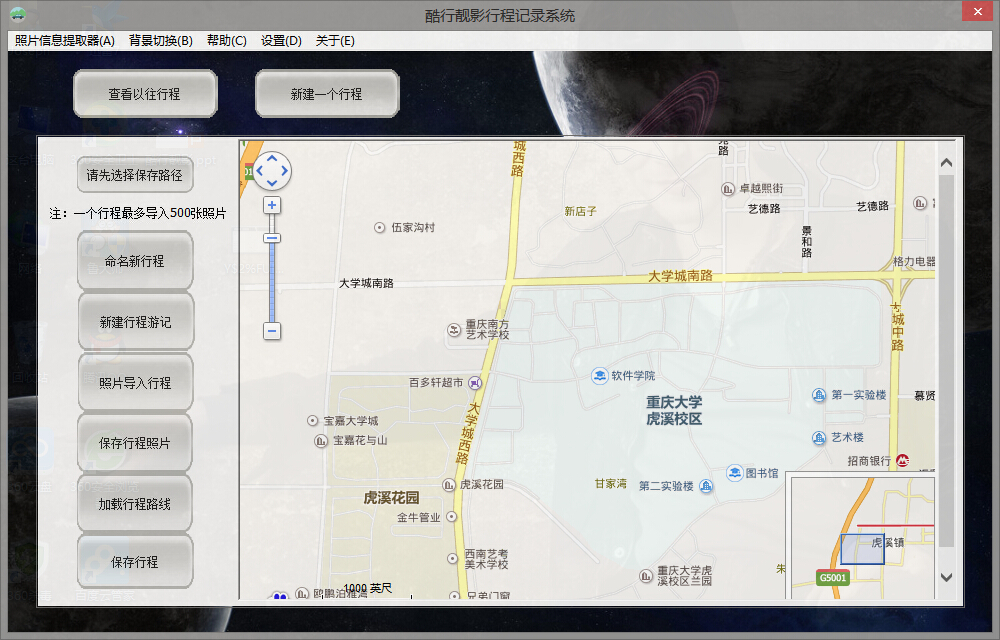 酷行靓影行程记录系统
照片信息提取器(A) 背景切换(B) 帮助(C) 设置(D) 关于(E)
查看以往行程
新建一个行程
请先选择保存路径
注：一个行程最多导入500张照片
命名新行程
新建行程游记
照片导入行程
保存行程照片
加载行程路线
保存行程
城西路
卓越熙街
艺德路
艺德路
新店子
景和路
伍家沟村
格力电器
大学城南路
大学城南路
城中路
重庆南方
艺术学校
软件学院
百多轩超市
第一实验楼
慕贤
重庆大学
虎溪校区
大学城西路
宝嘉大学城
宝嘉花与山
艺术楼
招商银行
图书馆
虎溪花园
虎溪花园
甘家湾
第二实验楼
金牛管业
虎溪镇
西南艺考
美术学校
重庆大学虎
溪校区兰园
朱
G5001
1000 英尺